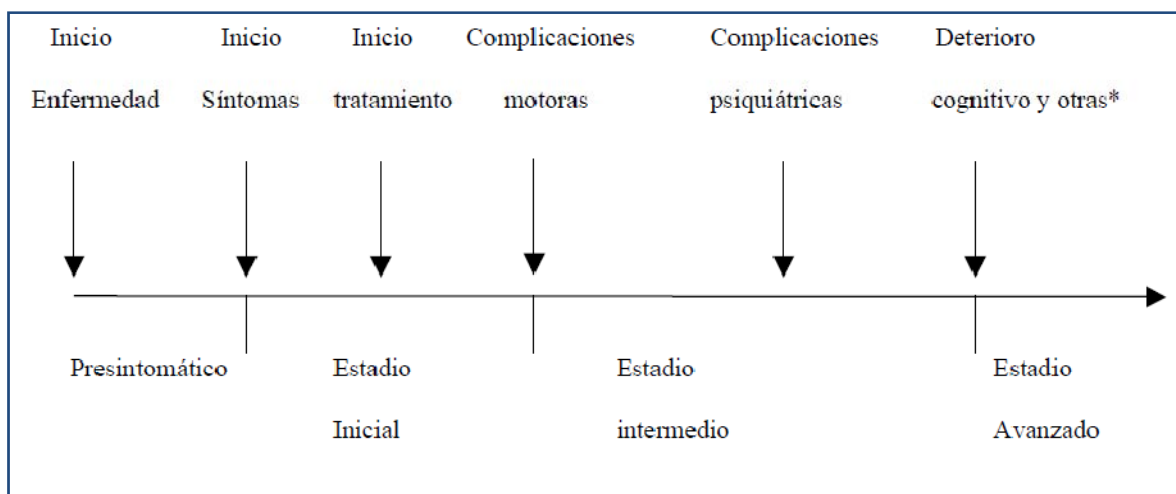 Inicio Inicio Inicio Complicaciones Complicaciones Deterioro
Enfermedad Síntomas tratamiento motoras psiquiátricas cognitivo y otras*
Presintomático Estadio Estadio Estadio
Inicial intermedio Avanzado